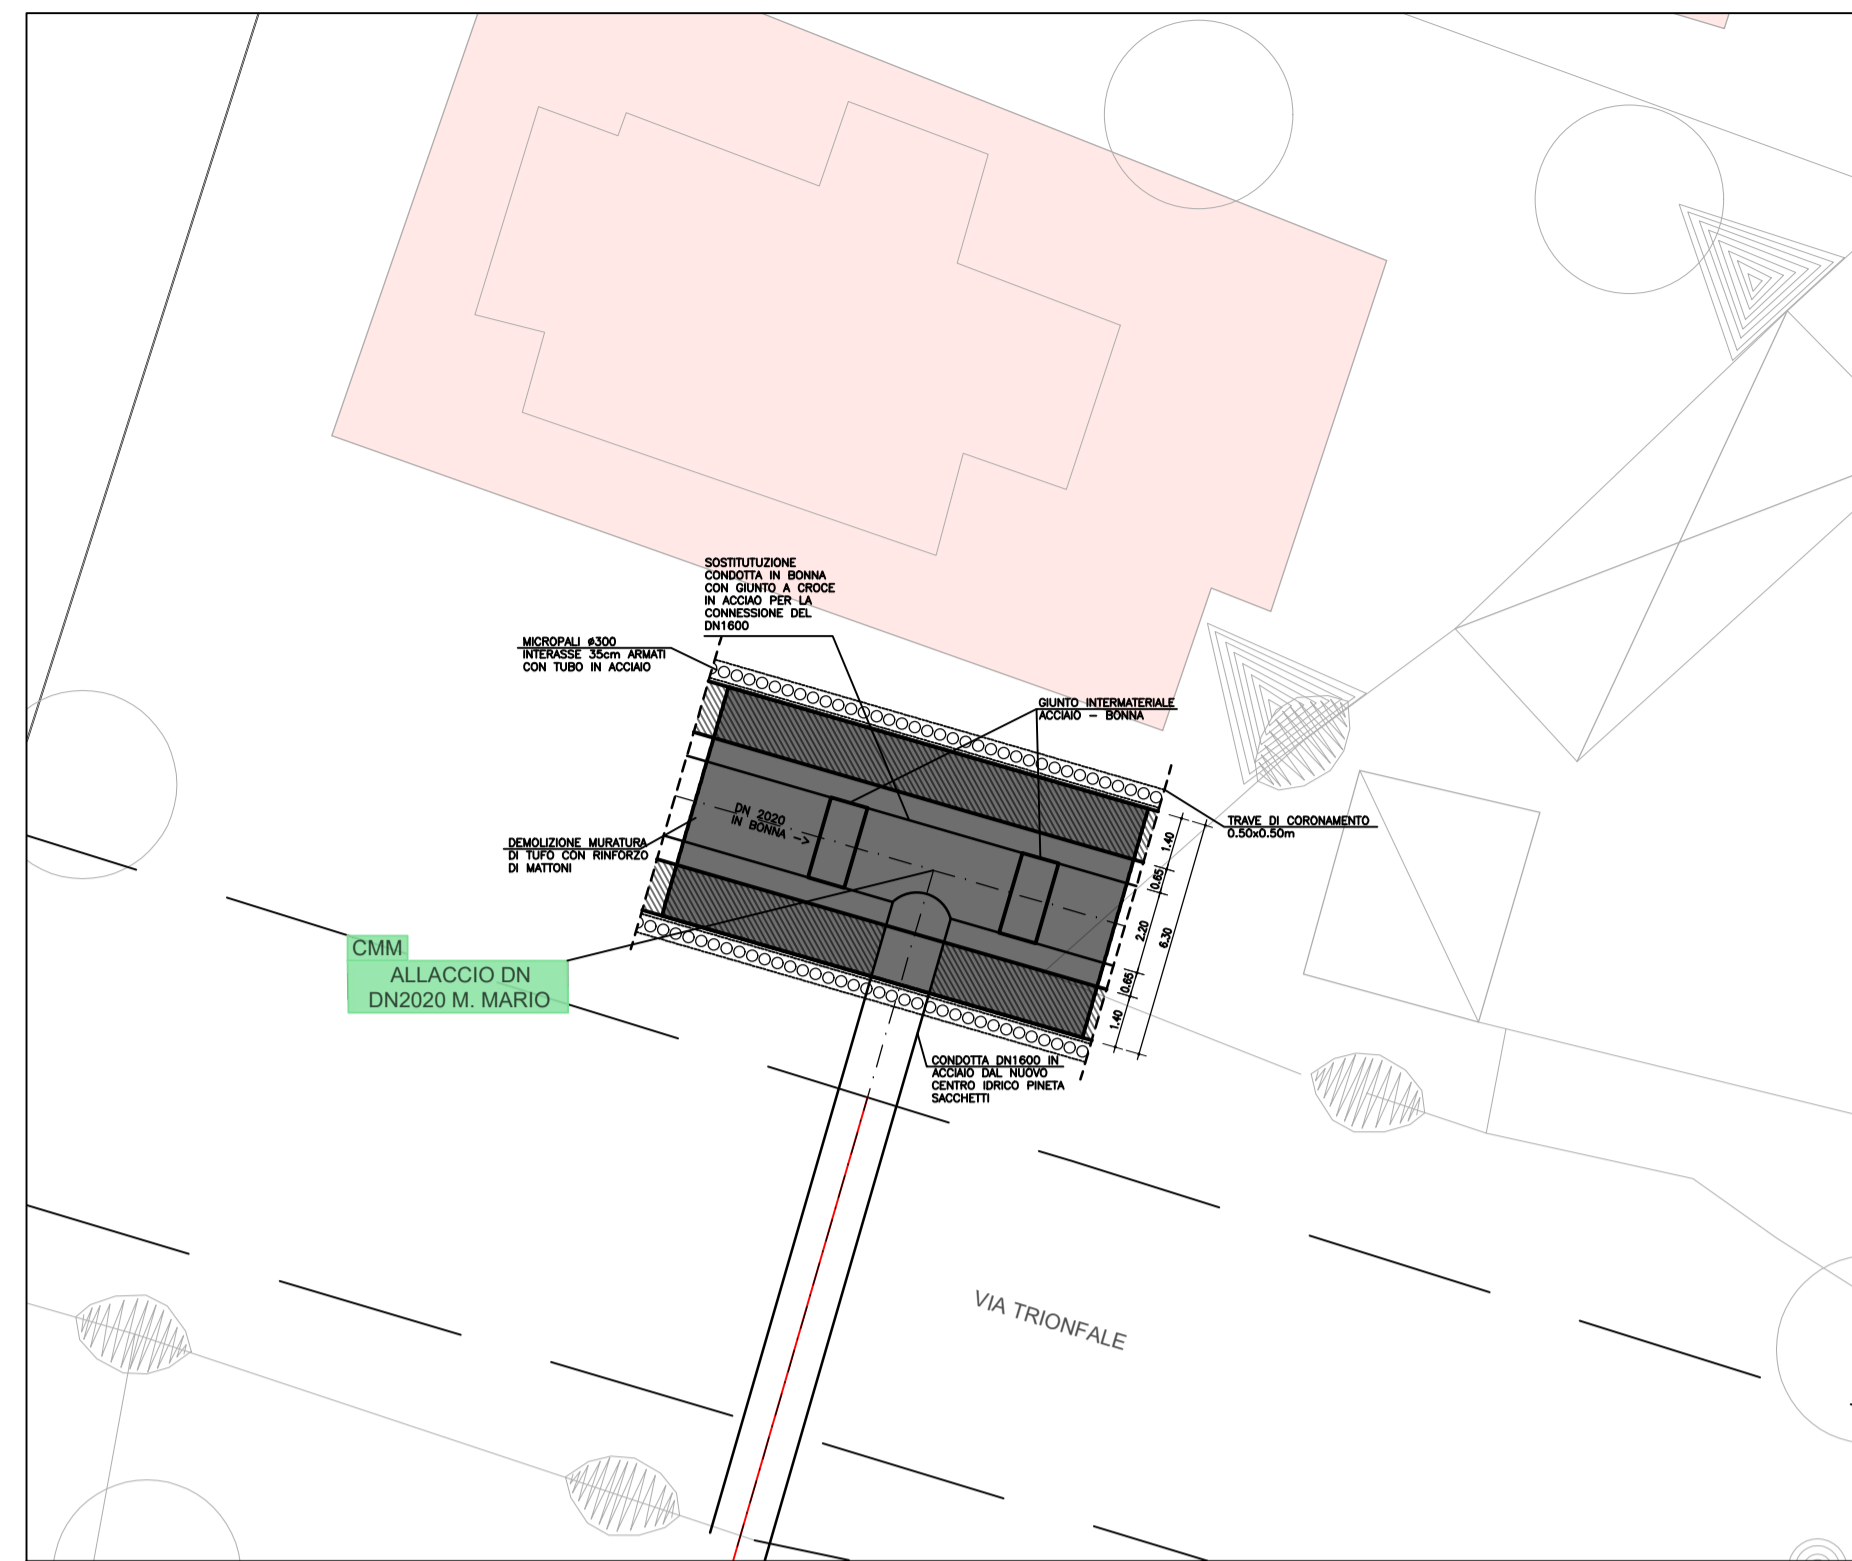 SOSTITUTUZIONE
CONDOTTA IN BONNA
CON GIUNTO A CROCE
IN ACCIAO PER LA
CONNESSIONE DEL
DN1600
MICROPALI ø300
INTERASSE 35cm ARMATI
CON TUBO IN ACCIAIO
GIUNTO INTERMATERIALE
ACCIAIO – BONNA
DN 2020
IN BONNA
TRAVE DI CORONAMENTO
0.50x0.50m
DEMOLIZIONE MURATURA
DI TUFO CON RINFORZO
DI MATTONI
1.40
0.65
2.20
6.30
0.65
1.40
CMM
ALLACCIO DN
DN2020 M. MARIO
CONDOTTA DN1600 IN
ACCIAIO DAL NUOVO
CENTRO IDRICO PINETA
SACCHETTI
VIA TRIONFALE